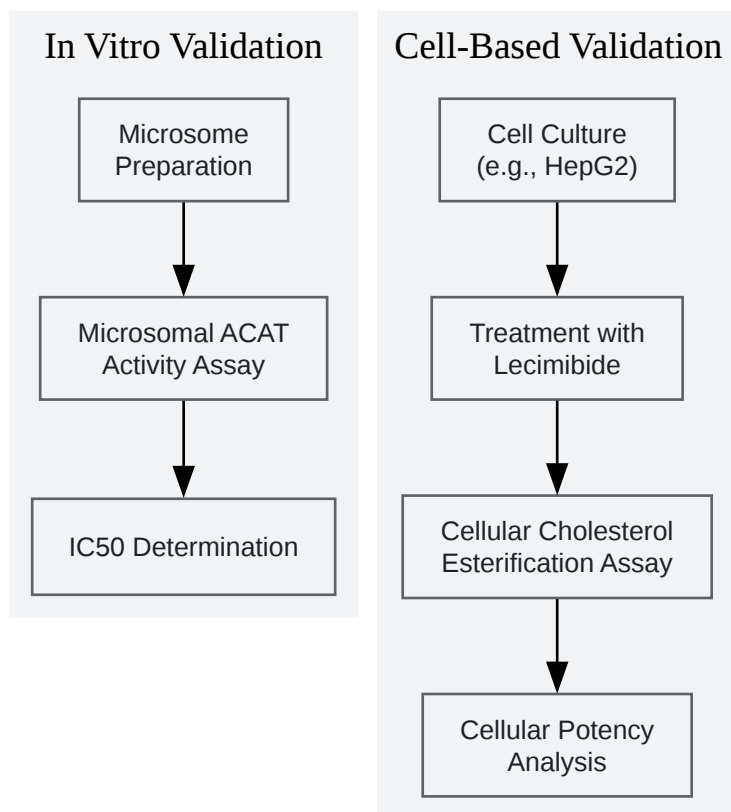 In Vitro Validation
Microsome
Preparation
Microsomal ACAT
Activity Assay
IC50 Determination
Cell-Based Validation
Cell Culture
(e.g., HepG2)
Treatment with
Lecimibide
Cellular Cholesterol
Esterification Assay
Cellular Potency
Analysis